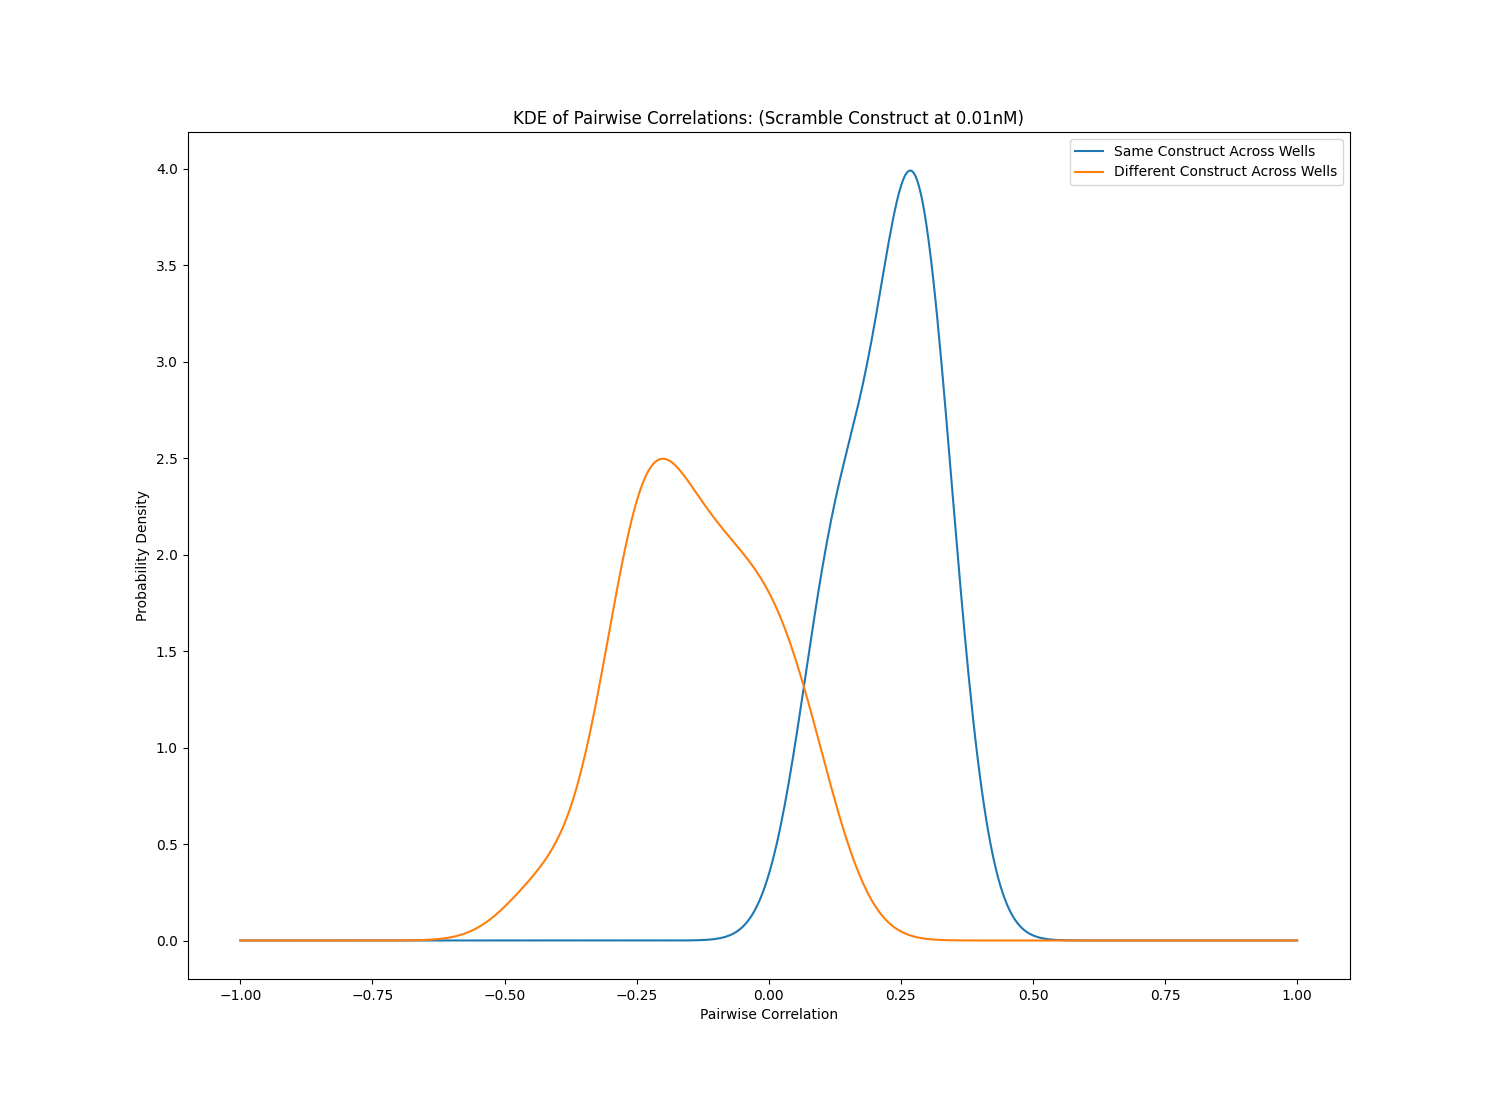 KDE of Pairwise Correlations: (Scramble Construct at 0.01nM)
Same Construct Across Wells
Different Construct Across Wells
4.0
3.5
3.0
2.5
2.0
1.5
1.0
0.5
0.0
Probability Density
−1.00 −0.75 −0.50 −0.25 0.00 0.25 0.50 0.75 1.00
Pairwise Correlation